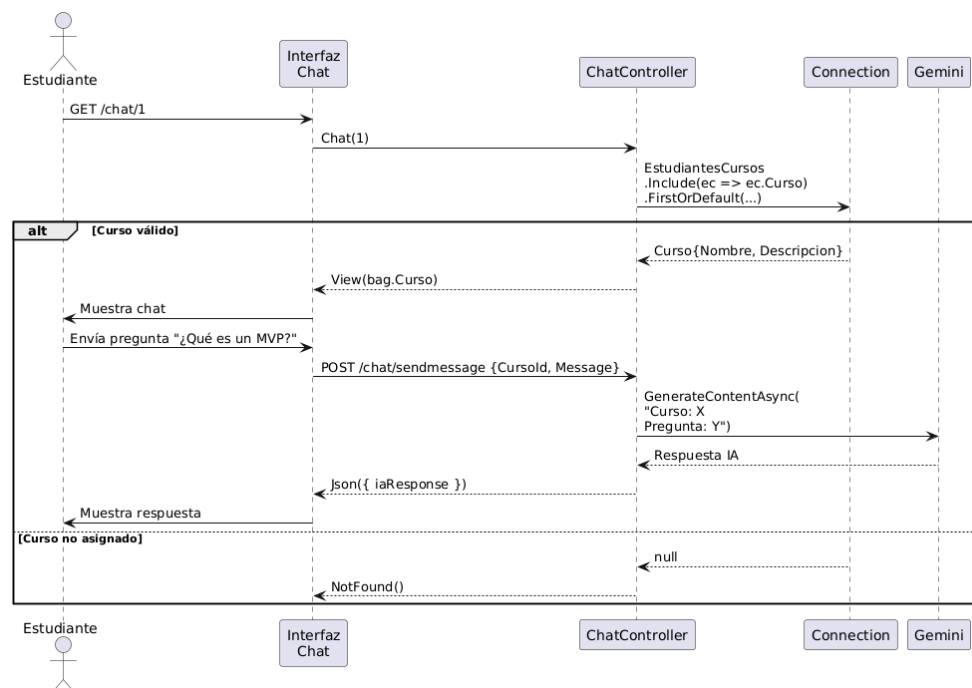 Estudiante
Interfaz
Chat
ChatController
Connection
Gemini
GET /chat/1
Chat(1)
EstudiantesCursos
.Include(ec => ec.Curso)
.FirstOrDefault(...)
alt
[Curso válido]
Curso{Nombre, Descripcion}
View(bag.Curso)
Muestra chat
Envía pregunta "¿Qué es un MVP?"
POST /chat/sendmessage {CursoId, Message}
GenerateContentAsync(
"Curso: X
Pregunta: Y")
Respuesta IA
Json({ iaResponse })
Muestra respuesta
[Curso no asignado]
null
NotFound()
Estudiante
Interfaz
Chat
ChatController
Connection
Gemini